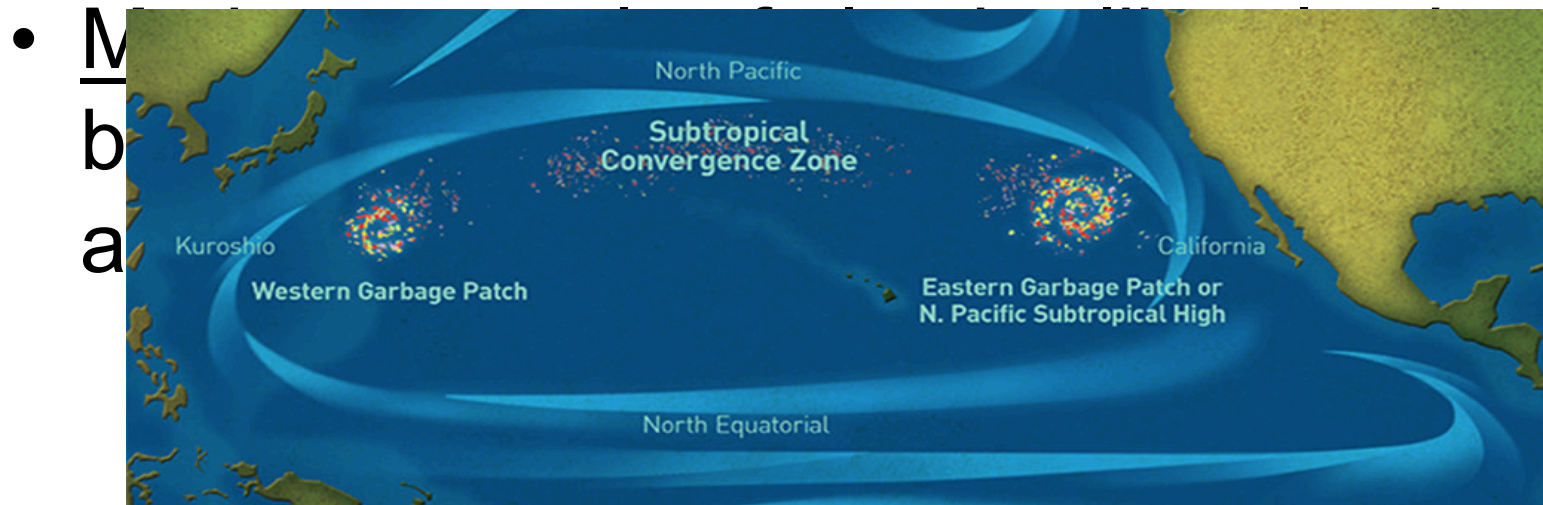 • M
North Pacific
Subtropical
Convergence Zone
b
Kuroshio
California
a
Western Garbage Patch
Eastern Garbage Patch or
N. Pacific Subtropical High
North Equatorial